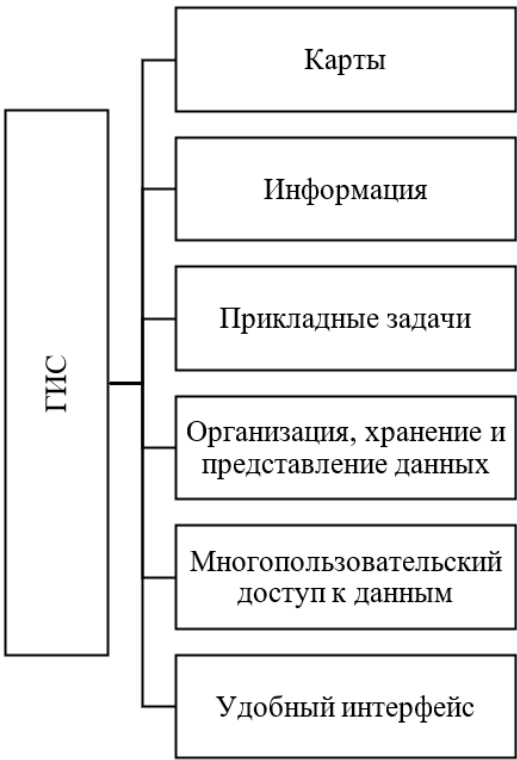 ГИС
Карты
Информация
Прикладные задачи
Организация, хранение и
представление данных
Многопользовательский
доступ к данным
Удобный интерфейс